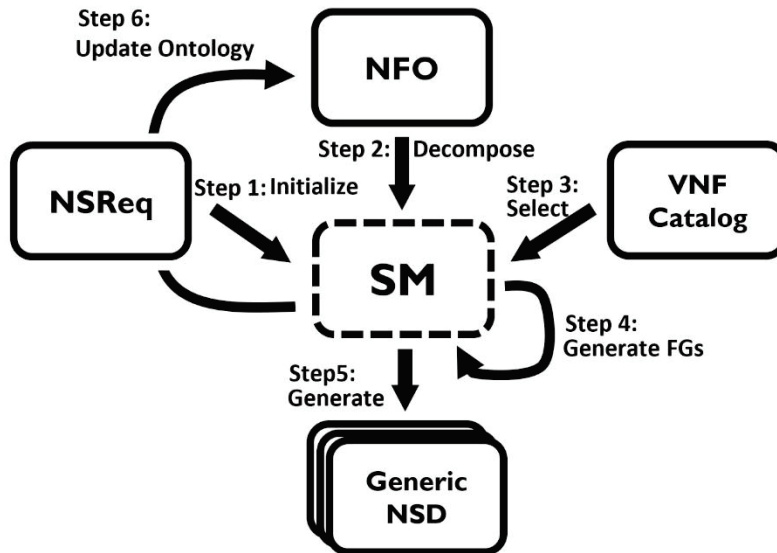 Step 6:
Update Ontology
NFO
Step 2: Decompose
NSReq
Step 1: Initialize
Step 3:
Select
VNF
Catalog
SM
Step 4:
Generate FGs
Step5:
Generate
Generic
NSD